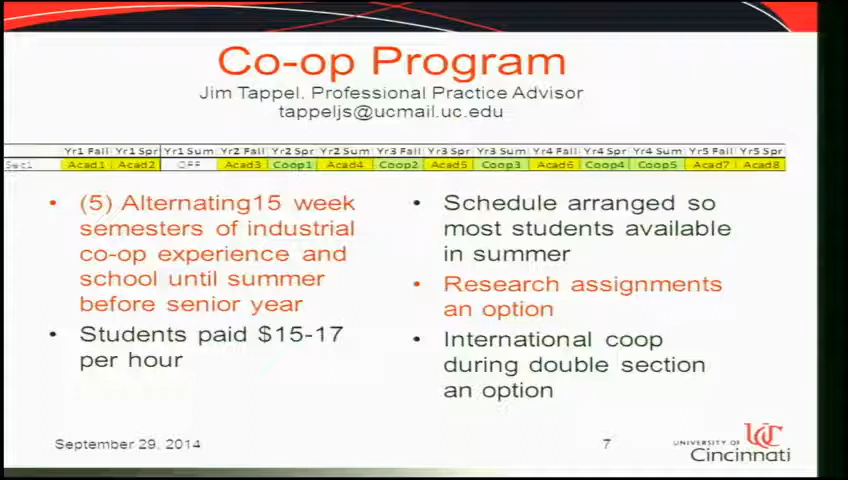 Co-op Program
Jim Tappel. Professional Practice Advisor
tappeljs@ucmail.uc.edu
Yr1 Fall Yr1 Spr Yr1 Sum Yr2 Fall Yr2 Spr Yr2 Sum Yr3 Fall Yr3 Spr Yr3 Sum Yr4 Fall Yr4 Spr Yr4 Sum Yr5 Fall Yr5 Spr
Sec1 Acad1 Acad2 OFF Acad3 Coop1 Acad4 Coop2 Acad5 Coop3 Acad6 Coop4 Coop5 Acad7 Acad8
• (5) Alternating15 week
semesters of industrial
co-op experience and
school until summer
before senior year
• Students paid $15-17
per hour
• Schedule arranged so
most students available
in summer
• Research assignments
an option
• International coop
during double section
an option
September 29, 2014
7
UNIVERSITY OF
Cincinnati
UC